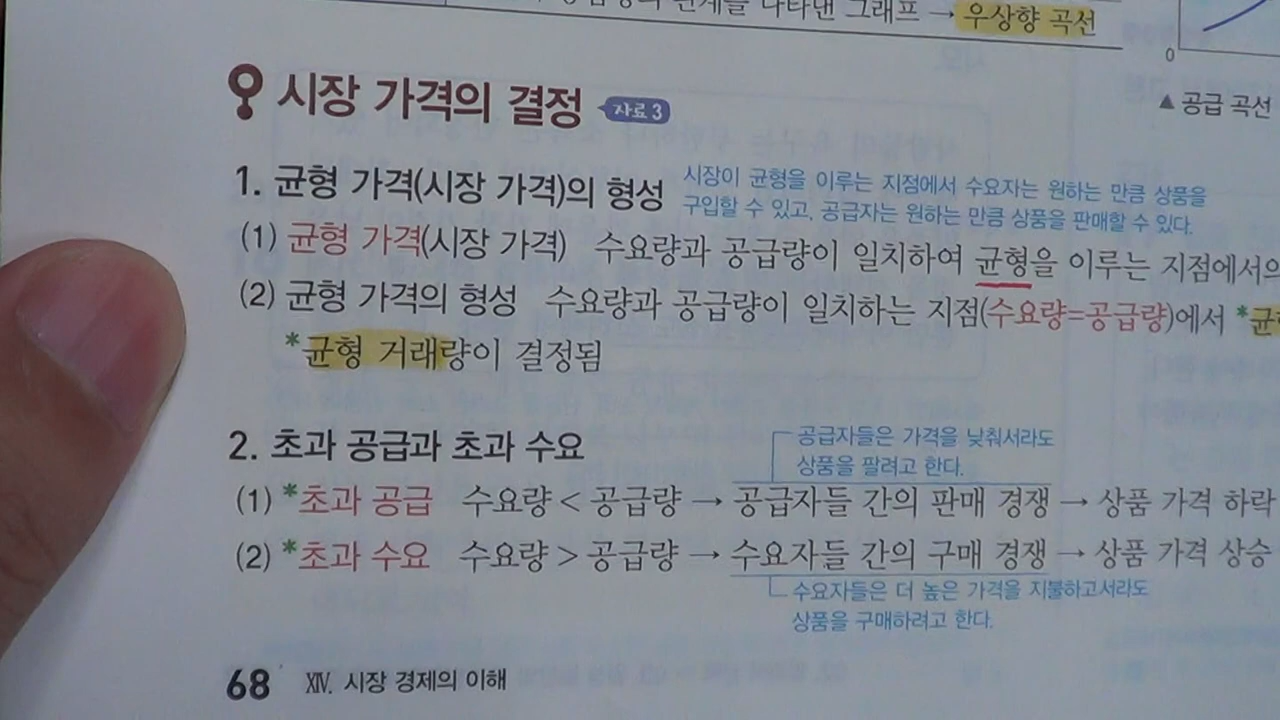 관계를 나타낸 그래프 → 우상향 곡선
0
▲ 공급 곡선
시장 가격의 결정 자료 3
1. 균형 가격(시장 가격)의 형성
시장이 균형을 이루는 지점에서 수요자는 원하는 만큼 상품을
구입할 수 있고, 공급자는 원하는 만큼 상품을 판매할 수 있다.
(1) 균형 가격(시장 가격) 수요량과 공급량이 일치하여 균형을 이루는 지점에서의
(2) 균형 가격의 형성 수요량과 공급량이 일치하는 지점(수요량=공급량)에서 *
*균형 거래량이 결정됨
2. 초과 공급과 초과 수요
공급자들은 가격을 낮춰서라도
상품을 팔려고 한다.
(1) *초과 공급 수요량 < 공급량 → 공급자들 간의 판매 경쟁 → 상품 가격 하락
(2) *초과 수요 수요량 > 공급량 → 수요자들 간의 구매 경쟁 → 상품 가격 상승
수요자들은 더 높은 가격을 지불하고서라도
상품을 구매하려고 한다.
68 XIV. 시장 경제의 이해